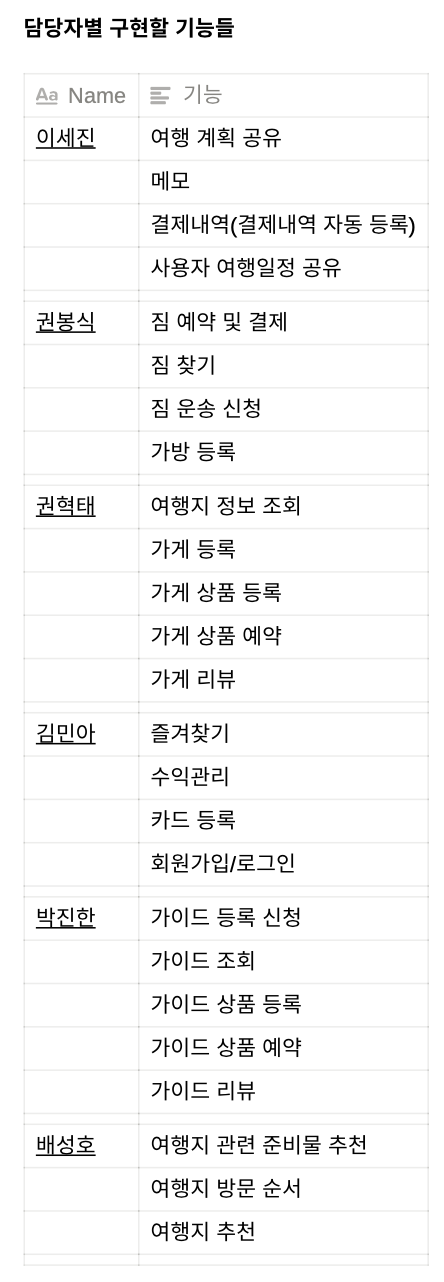 담당자별 구현할 기능들
Aa Name 기능
이세진 여행 계획 공유
메모
결제내역(결제내역 자동 등록)
사용자 여행일정 공유
권봉식 짐 예약 및 결제
짐 찾기
짐 운송 신청
가방 등록
권혁태 여행지 정보 조회
가게 등록
가게 상품 등록
가게 상품 예약
가게 리뷰
김민아 즐겨찾기
수익관리
카드 등록
회원가입/로그인
박진한 가이드 등록 신청
가이드 조회
가이드 상품 등록
가이드 상품 예약
가이드 리뷰
배성호 여행지 관련 준비물 추천
여행지 방문 순서
여행지 추천